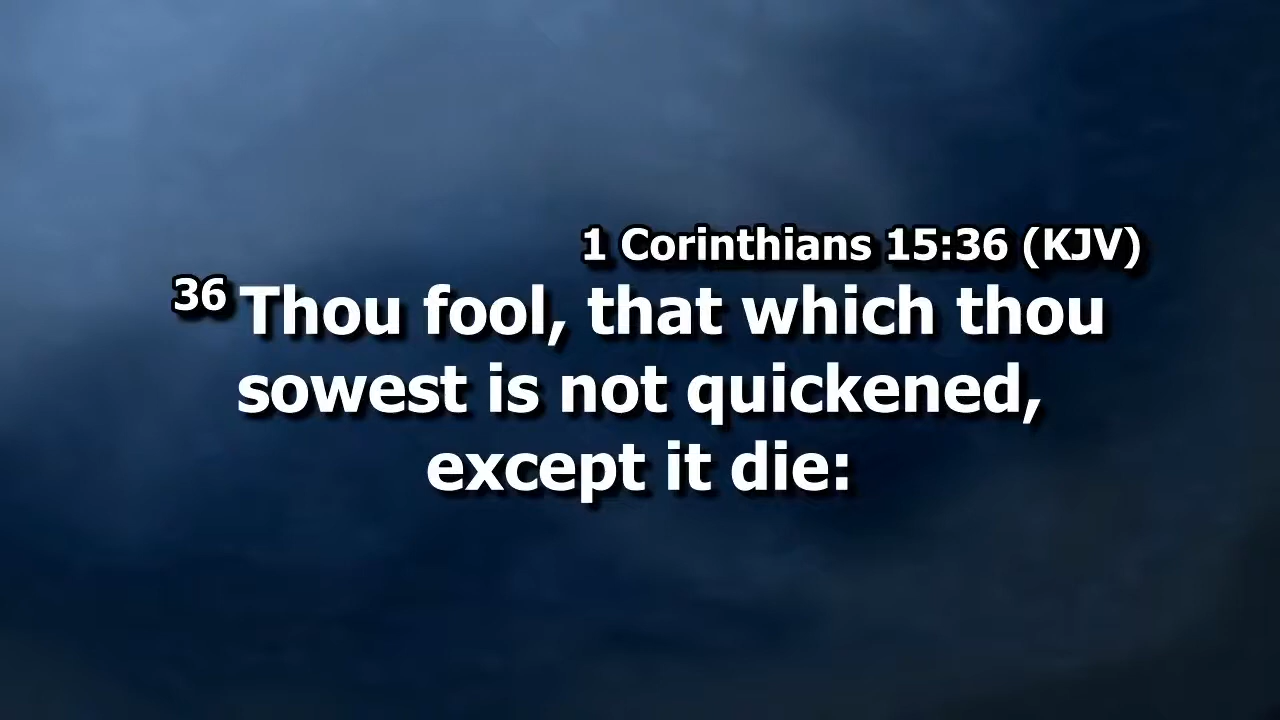 1 Corinthians 15:36 (KJV)
36 Thou fool, that which thou
sowest is not quickened,
except it die: